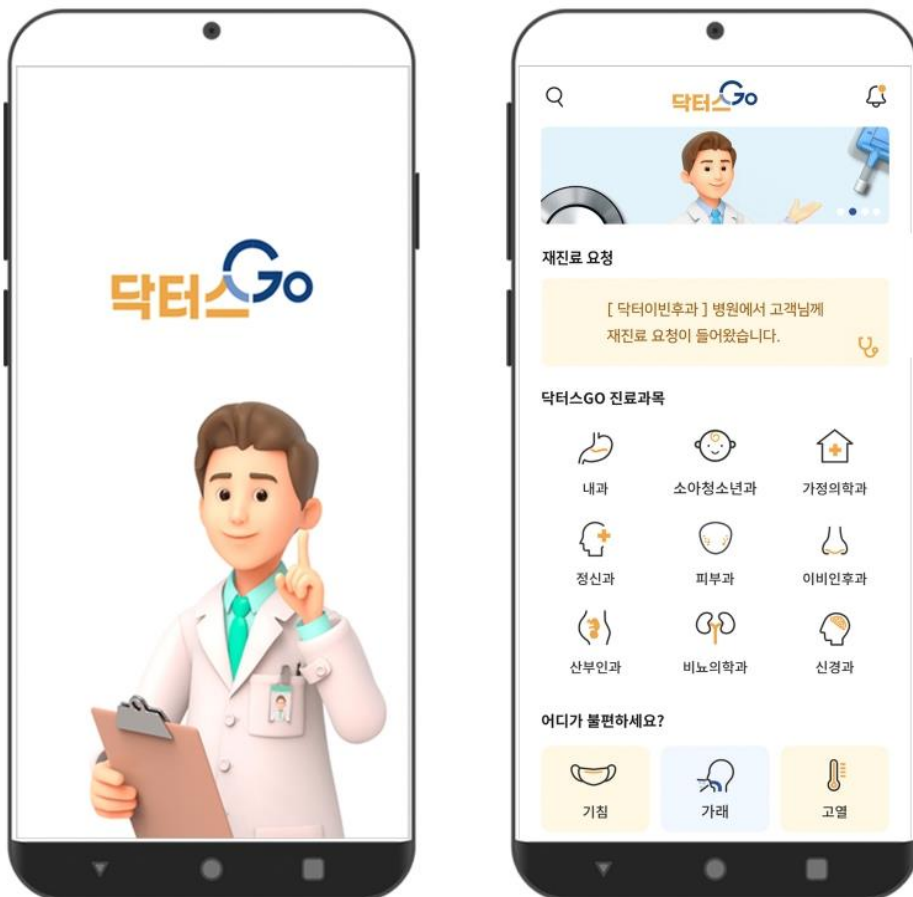 닥터스Go
닥터스Go
재진료 요청
[ 닥터이빈후과 ] 병원에서 고객님께
재진료 요청이 들어왔습니다.
닥터스GO 진료과목
내과 소아청소년과 가정의학과
정신과 피부과 이비인후과
산부인과 비뇨의학과 신경과
어디가 불편하세요?
기침 가래 고열